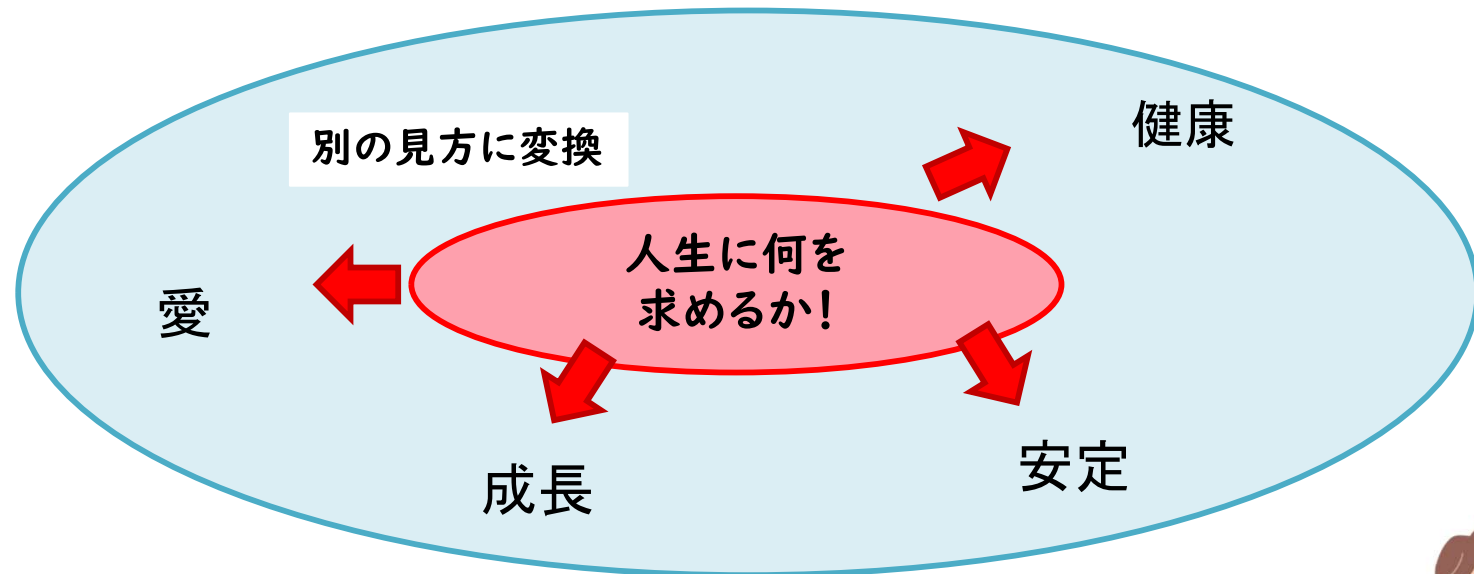 健康
別の見方に変換
人生に何を
求めるか!
愛
安定
成長